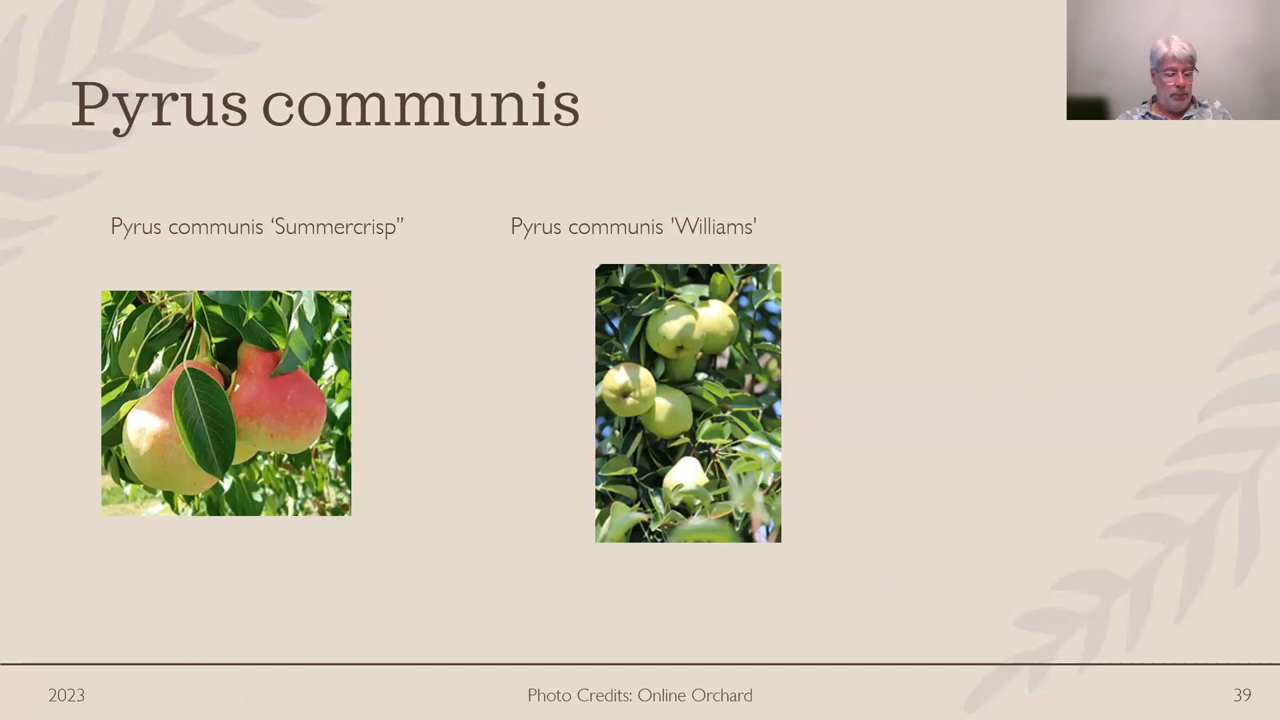 Pyrus communis
Pyrus communis ‘Summercrisp”
Pyrus communis 'Williams'
2023
Photo Credits: Online Orchard
39